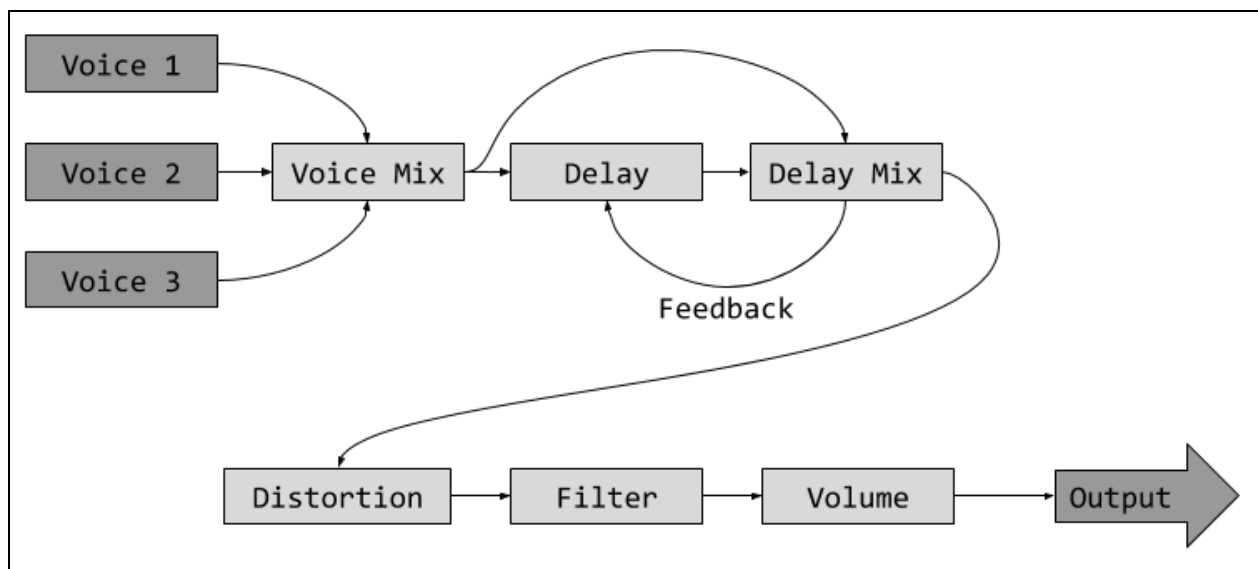 Voice 1
Voice 2
Voice 3
Voice Mix
Delay
Delay Mix
Feedback
Distortion
Filter
Volume
Output